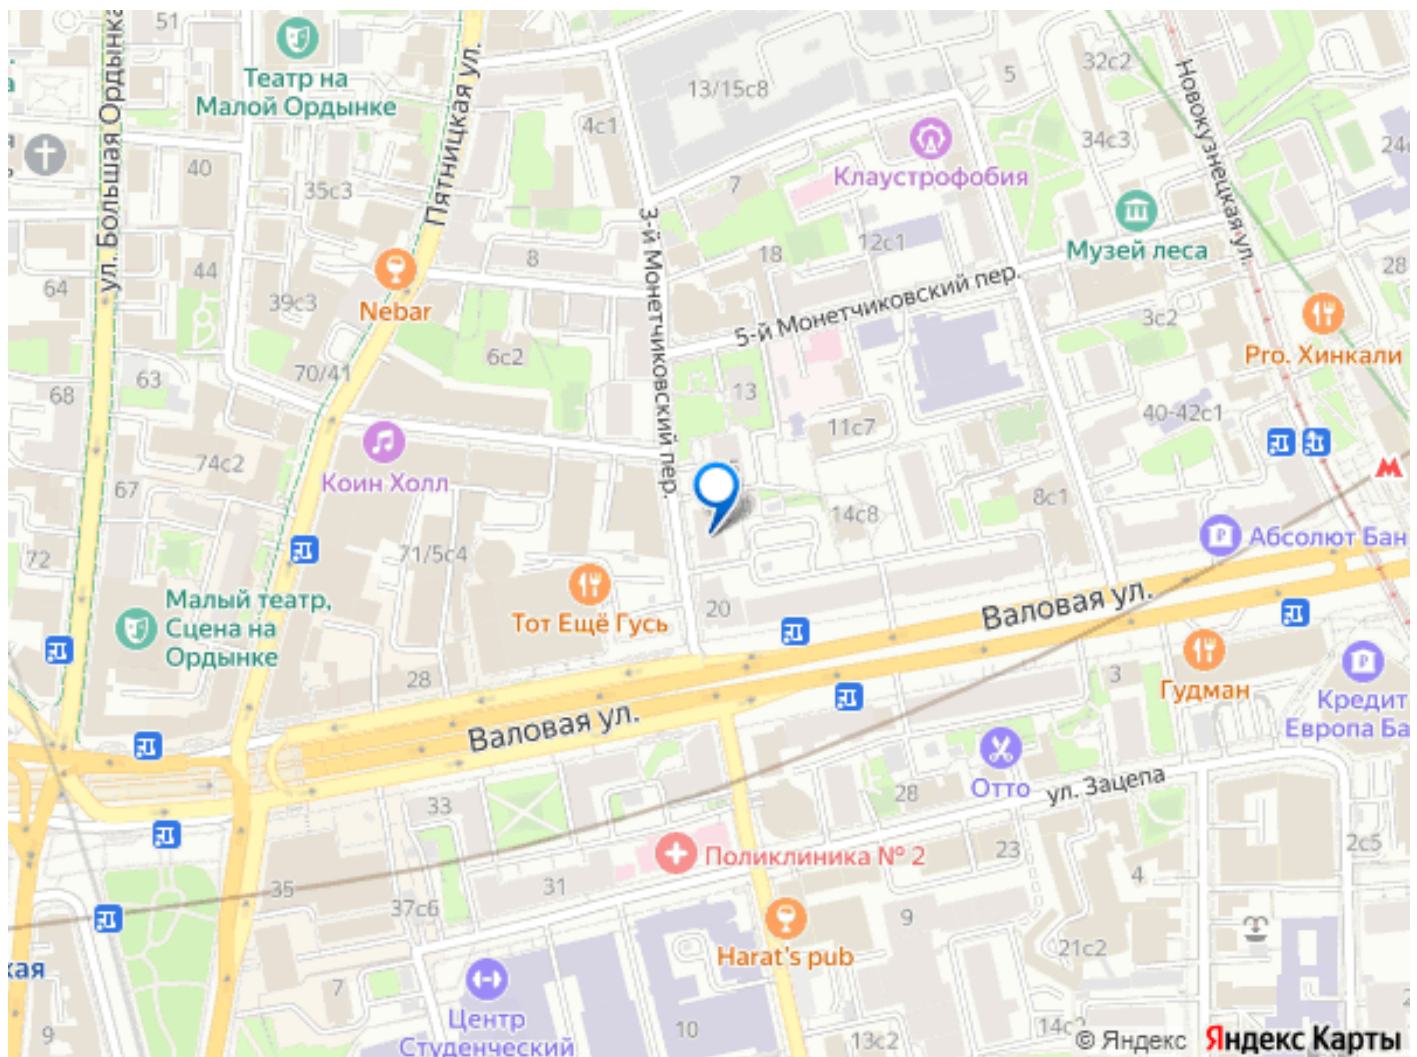 51
Театр на
Малой Ордынке
ул. Большая Ордынка
Пятницкая ул.
4с1
13/15с8
5
32с2
Новокузнецкая ул.
34с3
24с
40
35с3
7
Клаустрофобия
3-й Монетчиковский пер.
12с1
18
Музей леса
8
44
64
39с3
Nebar
5-й Монетчиковский пер.
28
3с2
Pro. Хинкали
6с2
70/41
63
68
13
11с7
40-42с1
74с2
Коин Холл
67
8с1
14с8
72
71/5с4
Абсолют Бан
Малый театр,
Сцена на
Ордынке
Тот Ещё Гусь
20
Валовая ул.
28
3
Гудман
Кредит
Европа Ба
Валовая ул.
Отто
ул. Зацепа
33
28
2с5
Поликлиника № 2
23
4
35
31
37с6
9
21с2
Harat's pub
кая
7
Центр
Студенческий
9
10
13с2
14с2
© Яндекс
Яндекс Карты